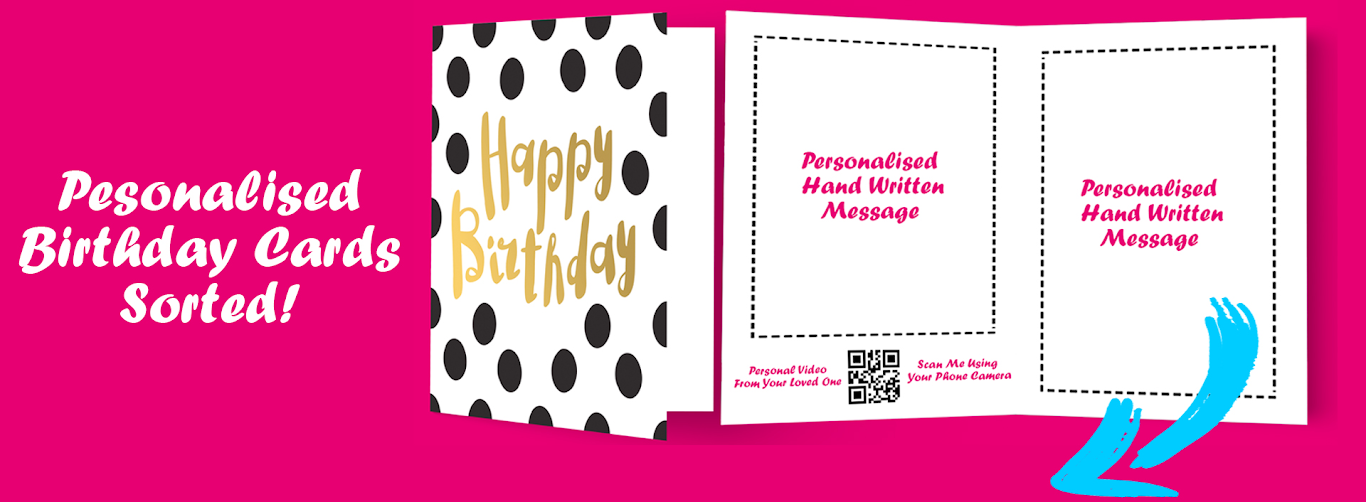 Pesonalised
Birthday Cards
Sorted!
Happy
Birthday
Personalised
Hand Written
Message
Personal Video
From Your Loved One
Scan Me Using
Your Phone Camera
Personalised
Hand Written
Message